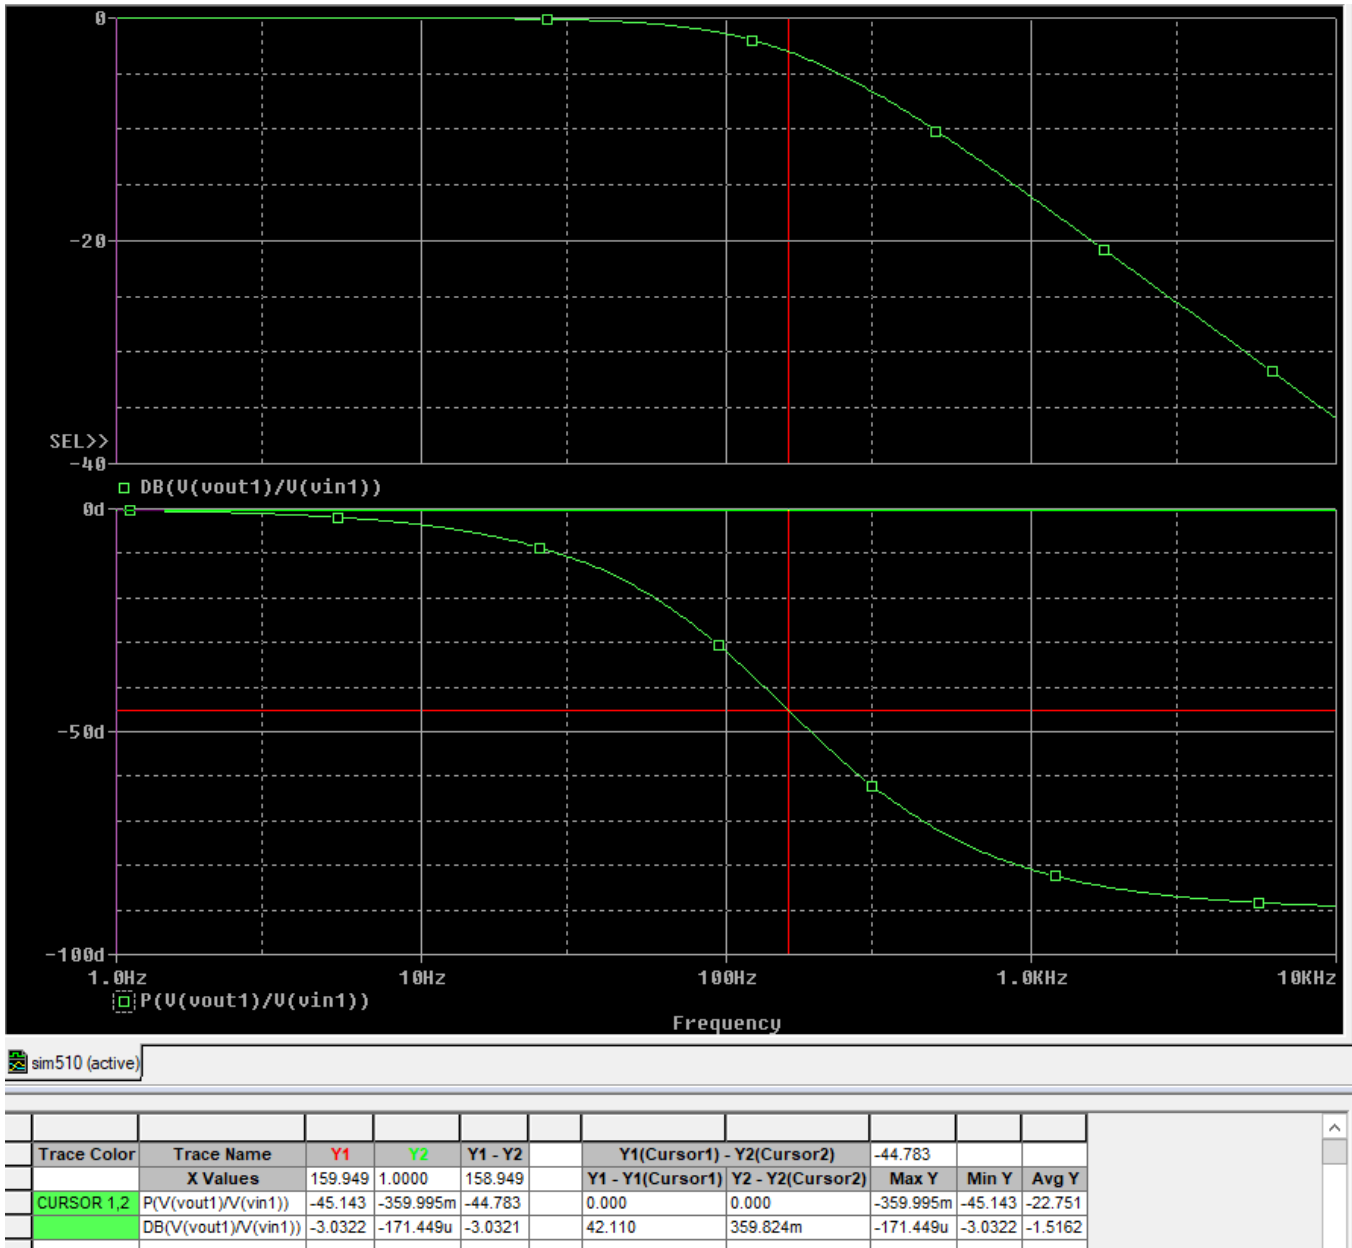 0
-20
SEL>>
-40
DB(V(vout1)/V(vin1))
0d
-50d
-100d
1.0Hz 10Hz 100Hz 1.0KHz 10KHz
P(V(vout1)/V(vin1))
Frequency
sim510 (active)
Trace Color Trace Name Y1 Y2 Y1 - Y2 Y1(Cursor1) - Y2(Cursor2) -44.783
X Values 159.949 1.0000 158.949 Y1 - Y1(Cursor1) Y2 - Y2(Cursor2) Max Y Min Y Avg Y
CURSOR 1,2 P(V(vout1)/V(vin1)) -45.143 -359.995m -44.783 0.000 0.000 -359.995m -45.143 -22.751
DB(V(vout1)/V(vin1)) -3.0322 -171.449u -3.0321 42.110 359.824m -171.449u -3.0322 -1.5162